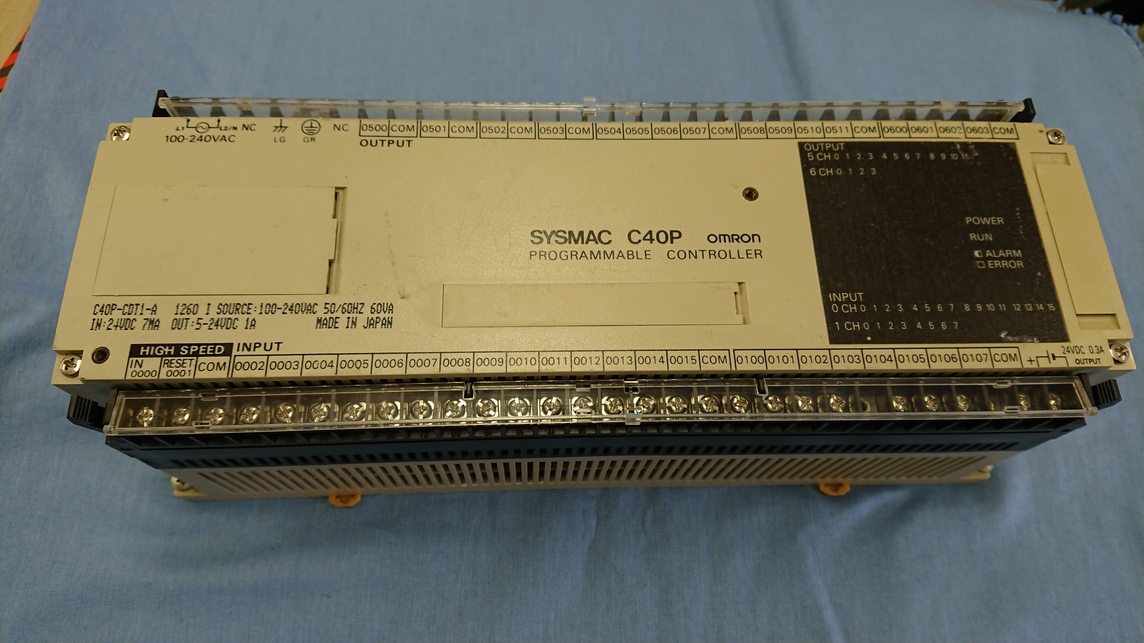 L1 L2/N NC LG GR NC 0500 COM 0501 COM 0502 COM 0503 COM 0504 0505 0506 0507 COM 0508 0509 0510 0511 COM 0600 0601 0602 0603 COM
100-240VAC OUTPUT
OUTPUT
5 CH 0 1 2 3 4 5 6 7 8 9 10 11
6 CH 0 1 2 3
POWER
RUN
ALARM
ERROR
SYSMAC C40P OMRON
PROGRAMMABLE CONTROLLER
C40P-CDT1-A 1260 I SOURCE:100-240VAC 50/60HZ 60VA
IN:24VDC 7MA OUT:5-24VDC 1A MADE IN JAPAN
INPUT
0 CH 0 1 2 3 4 5 6 7 8 9 10 11 12 13 14 15
1 CH 0 1 2 3 4 5 6 7
HIGH SPEED INPUT
IN 0000 RESET 0001 COM 0002 0003 0004 0005 0006 0007 0008 0009 0010 0011 0012 0013 0014 0015 COM 0100 0101 0102 0103 0104 0105 0106 0107 COM + - 24VDC 0.3A
OUTPUT